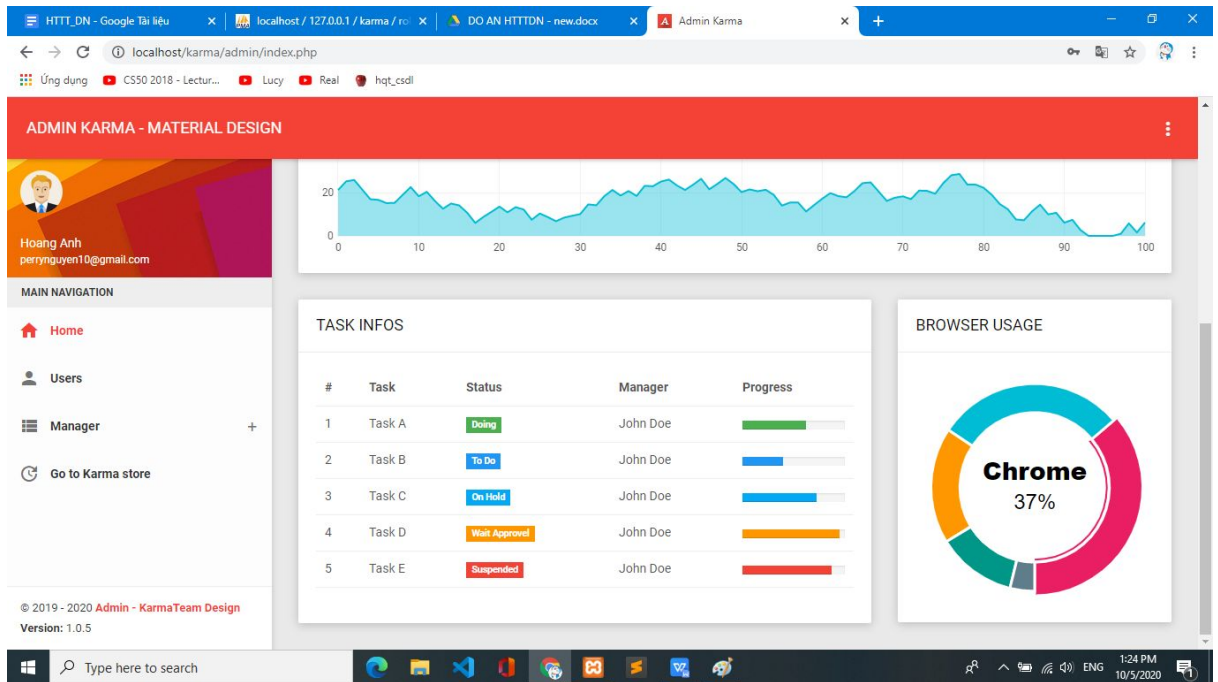 HTTT_DN - Google Tài liệu
localhost / 127.0.0.1 / karma / ro
DO AN HTTTDN - new.docx
Admin Karma
localhost/karma/admin/index.php
Ứng dụng CS50 2018 - Lectur... Lucy Real hqt_csdl
ADMIN KARMA - MATERIAL DESIGN
Hoang Anh
perrynguyen10@gmail.com
MAIN NAVIGATION
Home
Users
Manager +
Go to Karma store
© 2019 - 2020 Admin - KarmaTeam Design
Version: 1.0.5
20
0
0 10 20 30 40 50 60 70 80 90 100
TASK INFOS
# Task Status Manager Progress
1 Task A Doing John Doe
2 Task B To Do John Doe
3 Task C On Hold John Doe
4 Task D Wait Approvel John Doe
5 Task E Suspended John Doe
BROWSER USAGE
Chrome
37%
Type here to search
ENG
1:24 PM
10/5/2020
1